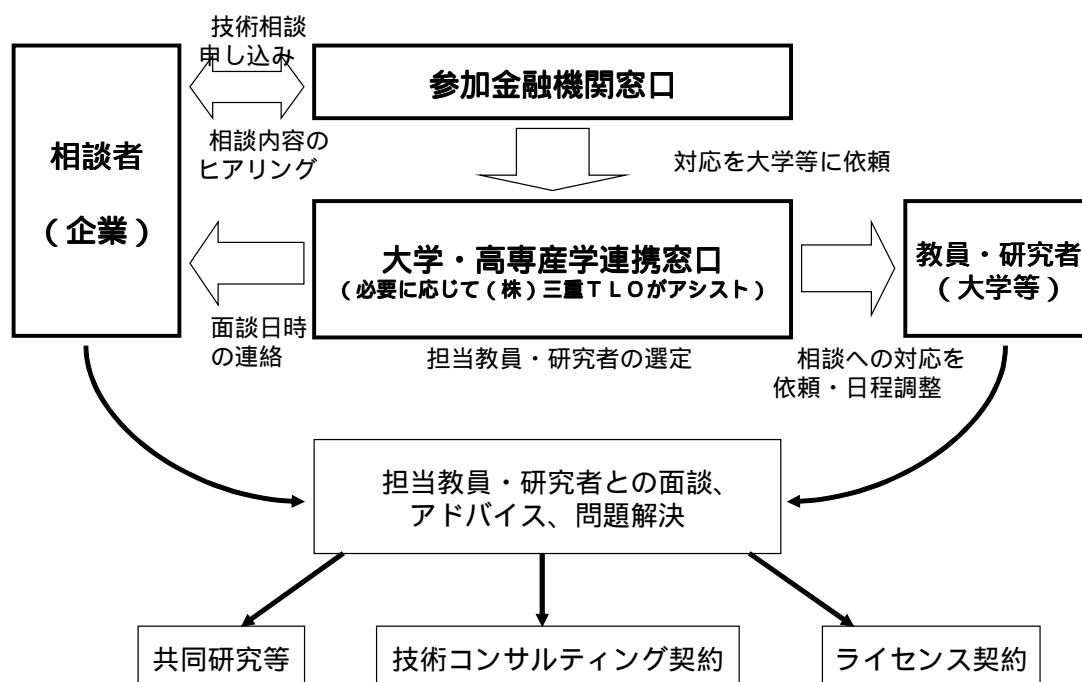 技術相談
申し込み
参加金融機関窓口
相談内容の
ヒアリング
相談者
（企業）
対応を大学等に依頼
大学・高専産学連携窓口
（必要に応じて（株）三重ＴＬＯがアシスト）
教員・研究者
（大学等）
面談日時
の連絡
担当教員・研究者の選定
相談への対応を
依頼・日程調整
担当教員・研究者との面談、
アドバイス、問題解決
共同研究等
技術コンサルティング契約
ライセンス契約